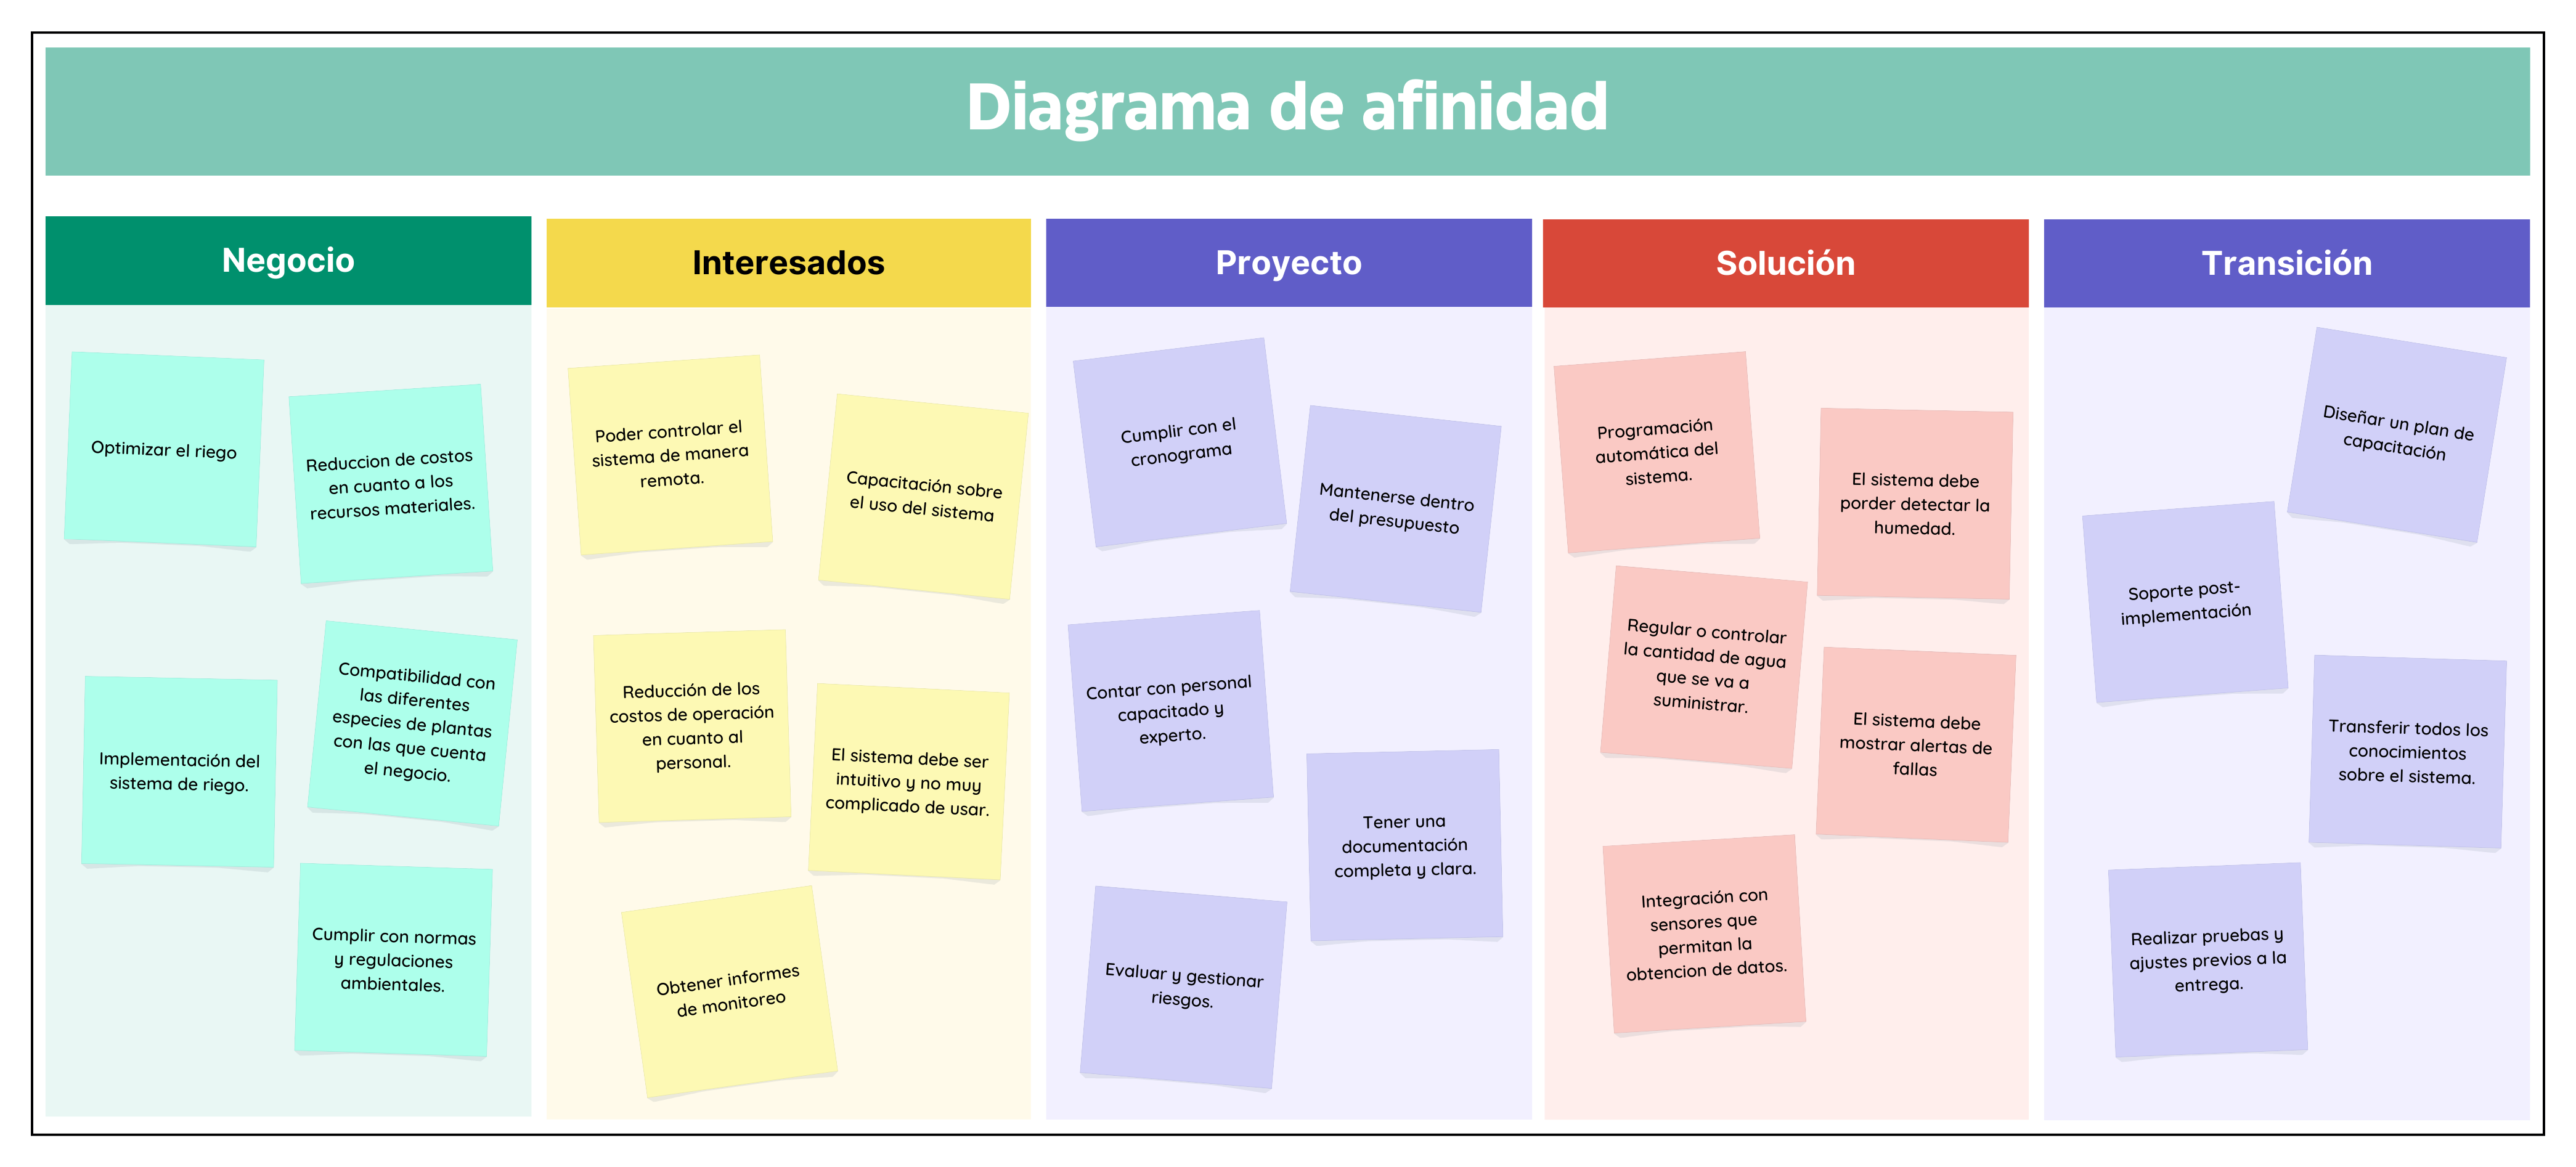 Diagrama de afinidad
Negocio
Optimizar el riego
Reduccion de costos
en cuanto a los
recursos materiales.
Compatibilidad con
las diferentes
especies de plantas
con las que cuenta
el negocio.
Implementación del
sistema de riego.
Cumplir con normas
y regulaciones
ambientales.
Interesados
Poder controlar el
sistema de manera
remota.
Capacitación sobre
el uso del sistema
Reducción de los
costos de operación
en cuanto al
personal.
El sistema debe ser
intuitivo y no muy
complicado de usar.
Obtener informes
de monitoreo
Proyecto
Cumplir con el
cronograma
Mantenerse dentro
del presupuesto
Contar con personal
capacitado y
experto.
Tener una
documentación
completa y clara.
Evaluar y gestionar
riesgos.
Solución
Programación
automática del
sistema.
El sistema debe
porder detectar la
humedad.
Regular o controlar
la cantidad de agua
que se va a
suministrar.
El sistema debe
mostrar alertas de
fallas
Integración con
sensores que
permitan la
obtencion de datos.
Transición
Diseñar un plan de
capacitación
Soporte post-
implementación
Transferir todos los
conocimientos
sobre el sistema.
Realizar pruebas y
ajustes previos a la
entrega.